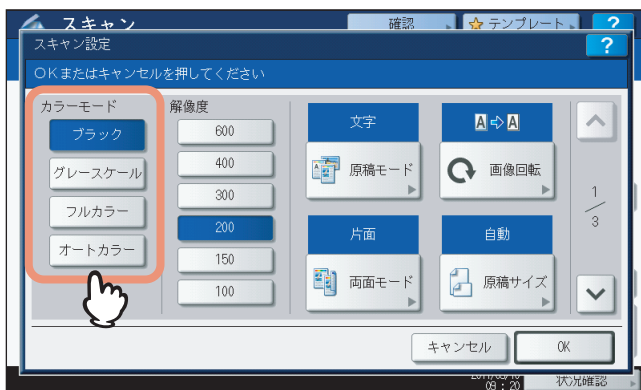 スキャン
確認
テンプレート
?
スキャン設定
?
OKまたはキャンセルを押してください
カラーモード
ブラック
グレースケール
フルカラー
オートカラー
解像度
600
400
300
200
150
100
文字
原稿モード
A⇨A
画像回転
片面
両面モード
自動
原稿サイズ
1
3
キャンセル
OK
09:20
状況確認